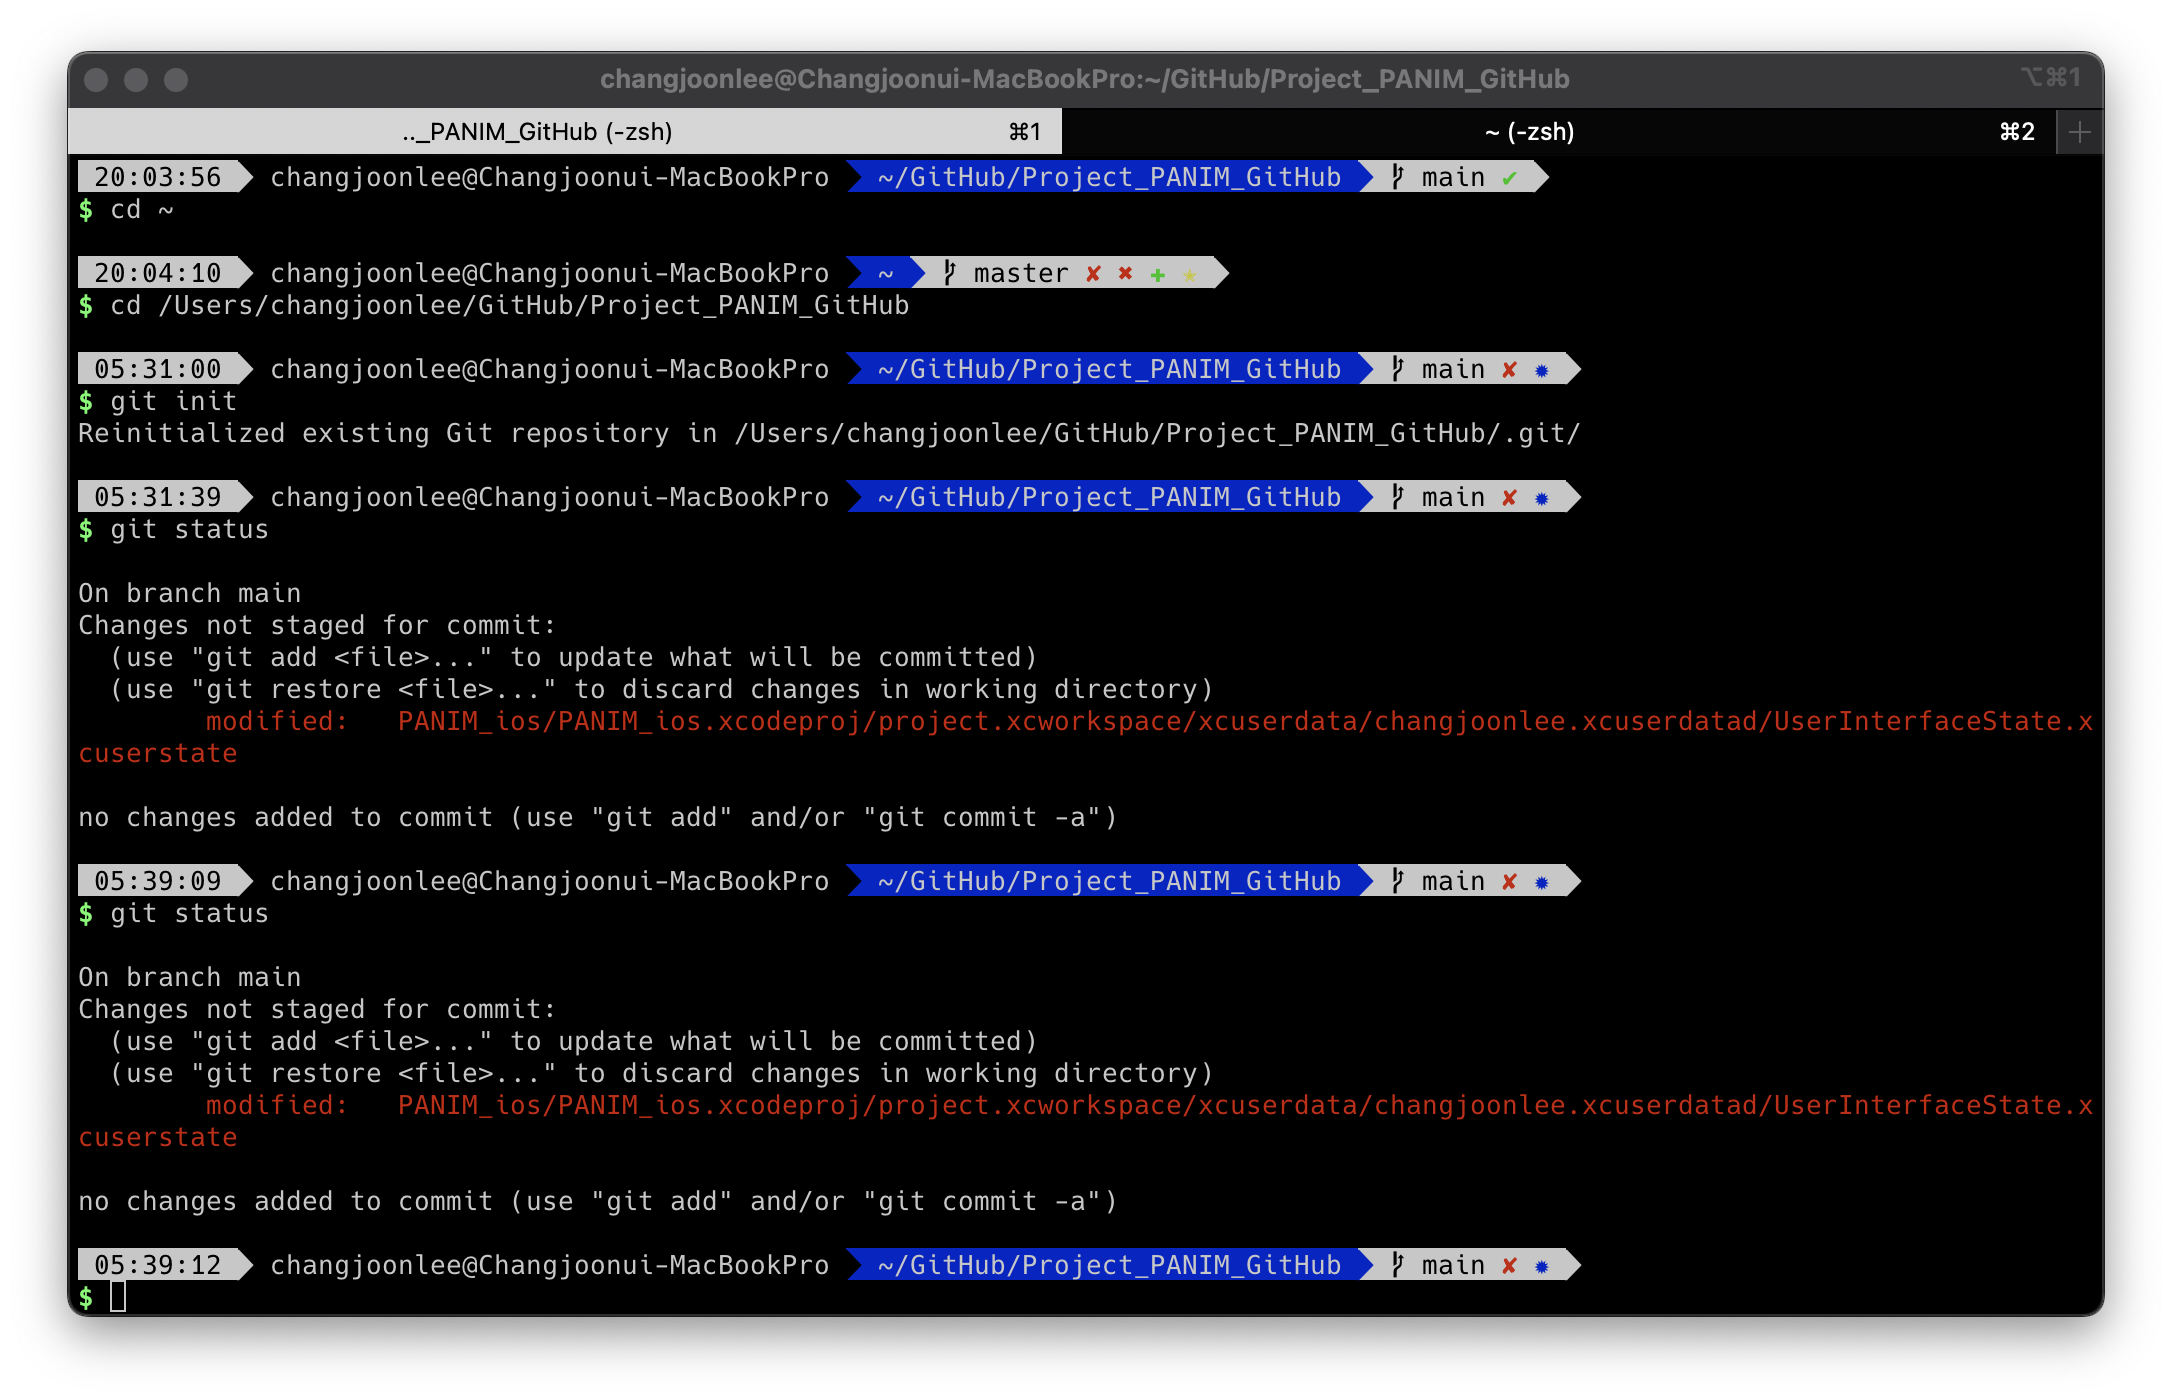 changjoonlee@Changjoonui-MacBookPro:~/GitHub/Project_PANIM_GitHub ⌥⌘1
.._PANIM_GitHub (-zsh) ⌘1 ~ (-zsh) ⌘2
20:03:56 changjoonlee@Changjoonui-MacBookPro ~/GitHub/Project_PANIM_GitHub main ✔
$ cd ~
20:04:10 changjoonlee@Changjoonui-MacBookPro ~ master ✘ ✖ ✚ ★
$ cd /Users/changjoonlee/GitHub/Project_PANIM_GitHub
05:31:00 changjoonlee@Changjoonui-MacBookPro ~/GitHub/Project_PANIM_GitHub main ✘ ✹
$ git init
Reinitialized existing Git repository in /Users/changjoonlee/GitHub/Project_PANIM_GitHub/.git/
05:31:39 changjoonlee@Changjoonui-MacBookPro ~/GitHub/Project_PANIM_GitHub main ✘ ✹
$ git status
On branch main
Changes not staged for commit:
  (use "git add <file>..." to update what will be committed)
  (use "git restore <file>..." to discard changes in working directory)
        modified:   PANIM_ios/PANIM_ios.xcodeproj/project.xcworkspace/xcuserdata/changjoonlee.xcuserdatad/UserInterfaceState.x
cuserstate
no changes added to commit (use "git add" and/or "git commit -a")
05:39:09 changjoonlee@Changjoonui-MacBookPro ~/GitHub/Project_PANIM_GitHub main ✘ ✹
$ git status
On branch main
Changes not staged for commit:
  (use "git add <file>..." to update what will be committed)
  (use "git restore <file>..." to discard changes in working directory)
        modified:   PANIM_ios/PANIM_ios.xcodeproj/project.xcworkspace/xcuserdata/changjoonlee.xcuserdatad/UserInterfaceState.x
cuserstate
no changes added to commit (use "git add" and/or "git commit -a")
05:39:12 changjoonlee@Changjoonui-MacBookPro ~/GitHub/Project_PANIM_GitHub main ✘ ✹
$